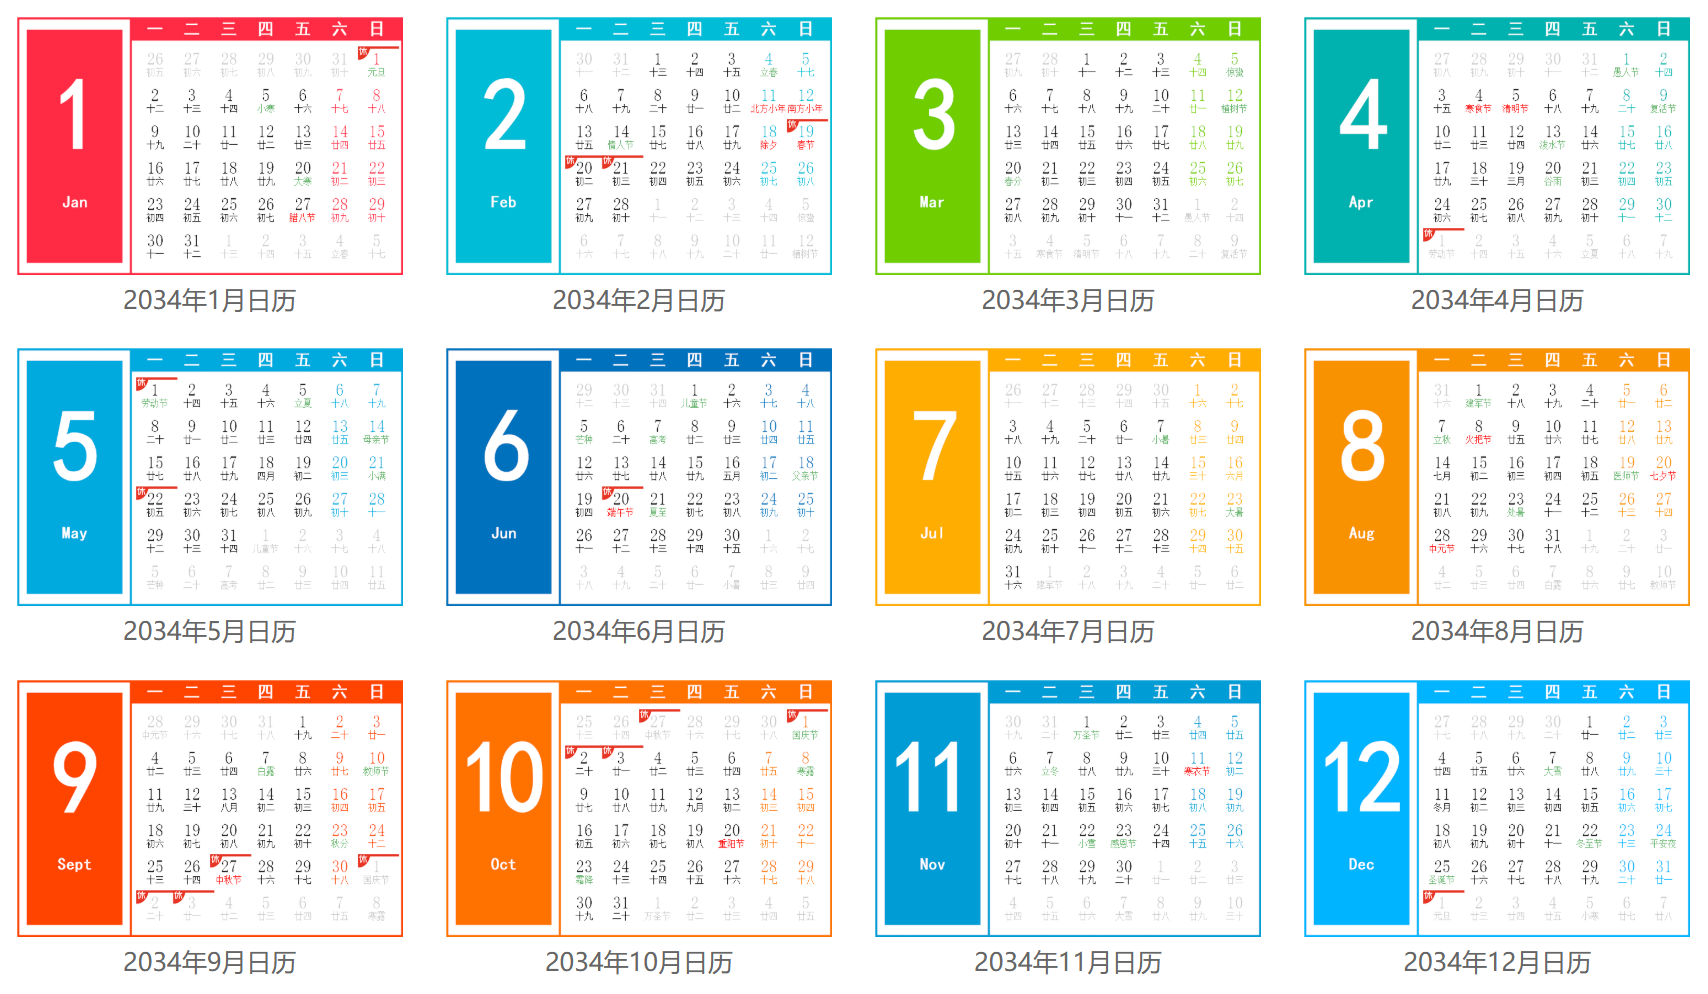 一 二 三 四 五 六 日
1
Jan
休
26 27 28 29 30 31 1
初五 初六 初七 初八 初九 初十 元旦
2 3 4 5 6 7 8
十二 十三 十四 小寒 十六 十七 十八
9 10 11 12 13 14 15
十九 二十 廿一 廿二 廿三 廿四 廿五
16 17 18 19 20 21 22
廿六 廿七 廿八 廿九 大寒 初二 初三
23 24 25 26 27 28 29
初四 初五 初六 初七 腊八节 初九 初十
30 31 1 2 3 4 5
十一 十二 十三 十四 十五 立春 十七
2034年1月日历
一 二 三 四 五 六 日
2
Feb
30 31 1 2 3 4 5
十一 十二 十三 十四 十五 立春 十七
6 7 8 9 10 11 12
十八 十九 二十 廿一 廿二 北方小年 南方小年
休
13 14 15 16 17 18 19
廿五 情人节 廿七 廿八 廿九 除夕 春节
休 休
20 21 22 23 24 25 26
初二 初三 初四 初五 初六 初七 初八
27 28 1 2 3 4 5
初九 初十 十一 十二 十三 十四 惊蛰
6 7 8 9 10 11 12
十六 十七 十八 十九 二十 廿一 植树节
2034年2月日历
一 二 三 四 五 六 日
3
Mar
27 28 1 2 3 4 5
初九 初十 十一 十二 十三 十四 惊蛰
6 7 8 9 10 11 12
十六 十七 十八 十九 二十 廿一 植树节
13 14 15 16 17 18 19
廿三 廿四 廿五 廿六 廿七 廿八 廿九
20 21 22 23 24 25 26
春分 初二 初三 初四 初五 初六 初七
27 28 29 30 31 1 2
初八 初九 初十 十一 十二 愚人节 十四
3 4 5 6 7 8 9
十五 寒食节 清明节 十八 十九 二十 复活节
2034年3月日历
一 二 三 四 五 六 日
4
Apr
27 28 29 30 31 1 2
初八 初九 初十 十一 十二 愚人节 十四
3 4 5 6 7 8 9
十五 寒食节 清明节 十八 十九 二十 复活节
10 11 12 13 14 15 16
廿二 廿三 廿四 泼水节 廿六 廿七 廿八
17 18 19 20 21 22 23
廿九 三十 三月 谷雨 初三 初四 初五
24 25 26 27 28 29 30
初六 初七 初八 初九 初十 十一 十二
休
1 2 3 4 5 6 7
劳动节 十四 十五 十六 立夏 十八 十九
2034年4月日历
一 二 三 四 五 六 日
5
May
休
1 2 3 4 5 6 7
劳动节 十四 十五 十六 立夏 十八 十九
8 9 10 11 12 13 14
二十 廿一 廿二 廿三 廿四 廿五 母亲节
15 16 17 18 19 20 21
廿七 廿八 廿九 四月 初二 初三 小满
休
22 23 24 25 26 27 28
初五 初六 初七 初八 初九 初十 十一
29 30 31 1 2 3 4
十二 十三 十四 儿童节 十六 十七 十八
5 6 7 8 9 10 11
芒种 二十 高考 廿二 廿三 廿四 廿五
2034年5月日历
一 二 三 四 五 六 日
6
Jun
29 30 31 1 2 3 4
十二 十三 十四 儿童节 十六 十七 十八
5 6 7 8 9 10 11
芒种 二十 高考 廿二 廿三 廿四 廿五
12 13 14 15 16 17 18
廿六 廿七 廿八 廿九 五月 初二 父亲节
休
19 20 21 22 23 24 25
初四 端午节 夏至 初七 初八 初九 初十
26 27 28 29 30 1 2
十一 十二 十三 十四 十五 十六 十七
3 4 5 6 7 8 9
十八 十九 二十 廿一 小暑 廿三 廿四
2034年6月日历
一 二 三 四 五 六 日
7
Jul
26 27 28 29 30 1 2
十一 十二 十三 十四 十五 十六 十七
3 4 5 6 7 8 9
十八 十九 二十 廿一 小暑 廿三 廿四
10 11 12 13 14 15 16
廿五 廿六 廿七 廿八 廿九 三十 六月
17 18 19 20 21 22 23
初二 初三 初四 初五 初六 初七 大暑
24 25 26 27 28 29 30
初九 初十 十一 十二 十三 十四 十五
31 1 2 3 4 5 6
十六 建军节 十八 十九 二十 廿一 廿二
2034年7月日历
一 二 三 四 五 六 日
8
Aug
31 1 2 3 4 5 6
十六 建军节 十八 十九 二十 廿一 廿二
7 8 9 10 11 12 13
立秋 火把节 廿五 廿六 廿七 廿八 廿九
14 15 16 17 18 19 20
七月 初二 初三 初四 初五 医师节 七夕节
21 22 23 24 25 26 27
初八 初九 处暑 十一 十二 十三 十四
28 29 30 31 1 2 3
中元节 十六 十七 十八 十九 二十 廿一
4 5 6 7 8 9 10
廿二 廿三 廿四 白露 廿六 廿七 教师节
2034年8月日历
一 二 三 四 五 六 日
9
Sept
28 29 30 31 1 2 3
中元节 十六 十七 十八 十九 二十 廿一
4 5 6 7 8 9 10
廿二 廿三 廿四 白露 廿六 廿七 教师节
11 12 13 14 15 16 17
廿九 三十 八月 初二 初三 初四 初五
18 19 20 21 22 23 24
初六 初七 初八 初九 初十 秋分 十二
休 休
25 26 27 28 29 30 1
十三 十四 中秋节 十六 十七 十八 国庆节
休 休
2 3 4 5 6 7 8
二十 廿一 廿二 廿三 廿四 廿五 寒露
2034年9月日历
一 二 三 四 五 六 日
10
Oct
休 休
25 26 27 28 29 30 1
十三 十四 中秋节 十六 十七 十八 国庆节
休 休
2 3 4 5 6 7 8
二十 廿一 廿二 廿三 廿四 廿五 寒露
9 10 11 12 13 14 15
廿七 廿八 廿九 九月 初二 初三 初四
16 17 18 19 20 21 22
初五 初六 初七 初八 重阳节 初十 十一
23 24 25 26 27 28 29
霜降 十三 十四 十五 十六 十七 十八
30 31 1 2 3 4 5
十九 二十 万圣节 廿二 廿三 廿四 廿五
2034年10月日历
一 二 三 四 五 六 日
11
Nov
30 31 1 2 3 4 5
十九 二十 万圣节 廿二 廿三 廿四 廿五
6 7 8 9 10 11 12
廿六 立冬 廿八 廿九 三十 寒衣节 初二
13 14 15 16 17 18 19
初三 初四 初五 初六 初七 初八 初九
20 21 22 23 24 25 26
初十 十一 小雪 感恩节 十四 十五 十六
27 28 29 30 1 2 3
十七 十八 十九 二十 廿一 廿二 廿三
4 5 6 7 8 9 10
廿四 廿五 廿六 大雪 廿八 廿九 三十
2034年11月日历
一 二 三 四 五 六 日
12
Dec
27 28 29 30 1 2 3
十七 十八 十九 二十 廿一 廿二 廿三
4 5 6 7 8 9 10
廿四 廿五 廿六 大雪 廿八 廿九 三十
11 12 13 14 15 16 17
冬月 初二 初三 初四 初五 初六 初七
18 19 20 21 22 23 24
初八 初九 初十 十一 冬至节 十三 平安夜
25 26 27 28 29 30 31
圣诞节 十六 十七 十八 十九 二十 廿一
休
1 2 3 4 5 6 7
元旦 廿三 廿四 廿五 小寒 廿七 廿八
2034年12月日历